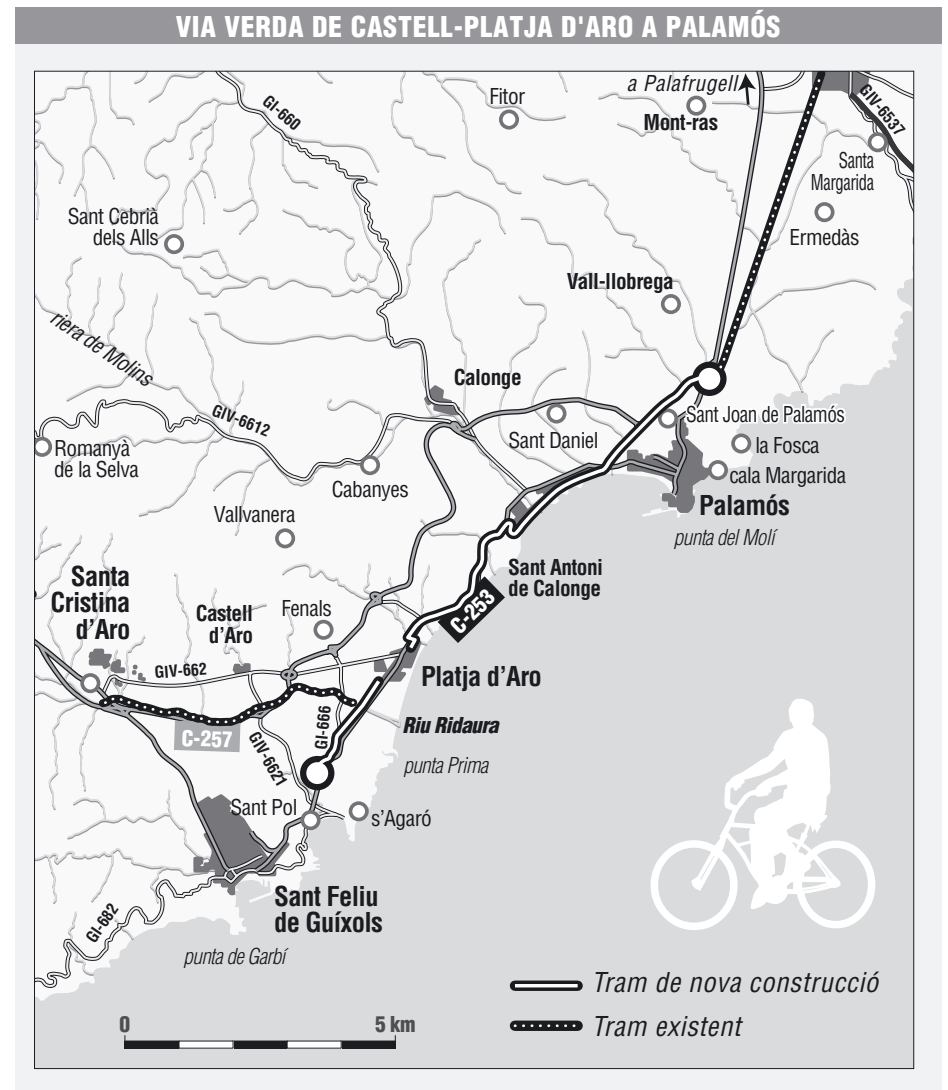 VIA VERDA DE CASTELL-PLATJA D'ARO A PALAMÓS
a Palafrugell
Fitor
GI-660
Mont-ras
GIV-6537
Santa
Margarida
Sant Cebrià
dels Alls
Ermedàs
Vall-llobrega
riera de Molins
Calonge
GIV-6612
Sant Joan de Palamós
Sant Daniel
la Fosca
Romanyà
de la Selva
cala Margarida
Cabanyes
Palamós
Vallvanera
punta del Molí
Sant Antoni
de Calonge
Santa
Cristina
d’Aro
Castell
d’Aro
Fenals
C-253
GIV-662
Platja d’Aro
C-257
GIV-6621
GI-666
Riu Ridaura
punta Prima
Sant Pol
s’Agaró
Sant Feliu
de Guíxols
GI-682
punta de Garbí
Tram de nova construcció
0 5 km
Tram existent